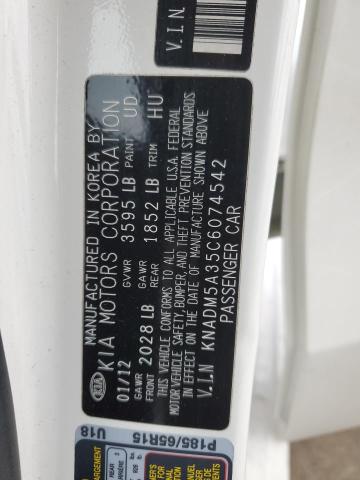 MANUFACTURED IN KOREA BY
KIA MOTORS CORPORATION
KIA
01/12 GVWR 3595 LB PAINT UD
GAWR FRONT 2028 LB GAWR REAR 1852 LB TRIM HU
THIS VEHICLE CONFORMS TO ALL APPLICABLE U.S.A. FEDERAL
MOTOR VEHICLE SAFETY, BUMPER, AND THEFT PREVENTION STANDARDS
IN EFFECT ON THE DATE OF MANUFACTURE SHOWN ABOVE
V.I.N KNADM5A35C6074542
PASSENGER CAR
V.I.N
P185/65R15
U18
REAR